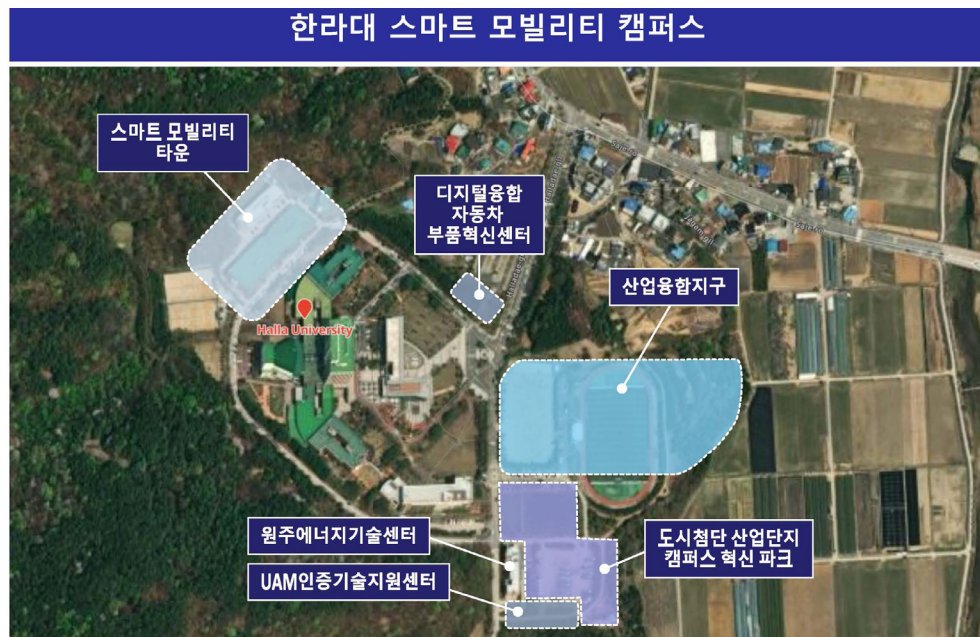 한라대 스마트 모빌리티 캠퍼스
스마트 모빌리티
타운
디지털융합
자동차
부품혁신센터
산업융합지구
Halla University
원주에너지기술센터
UAM인증기술지원센터
도시첨단 산업단지
캠퍼스 혁신 파크
Halladae-gil